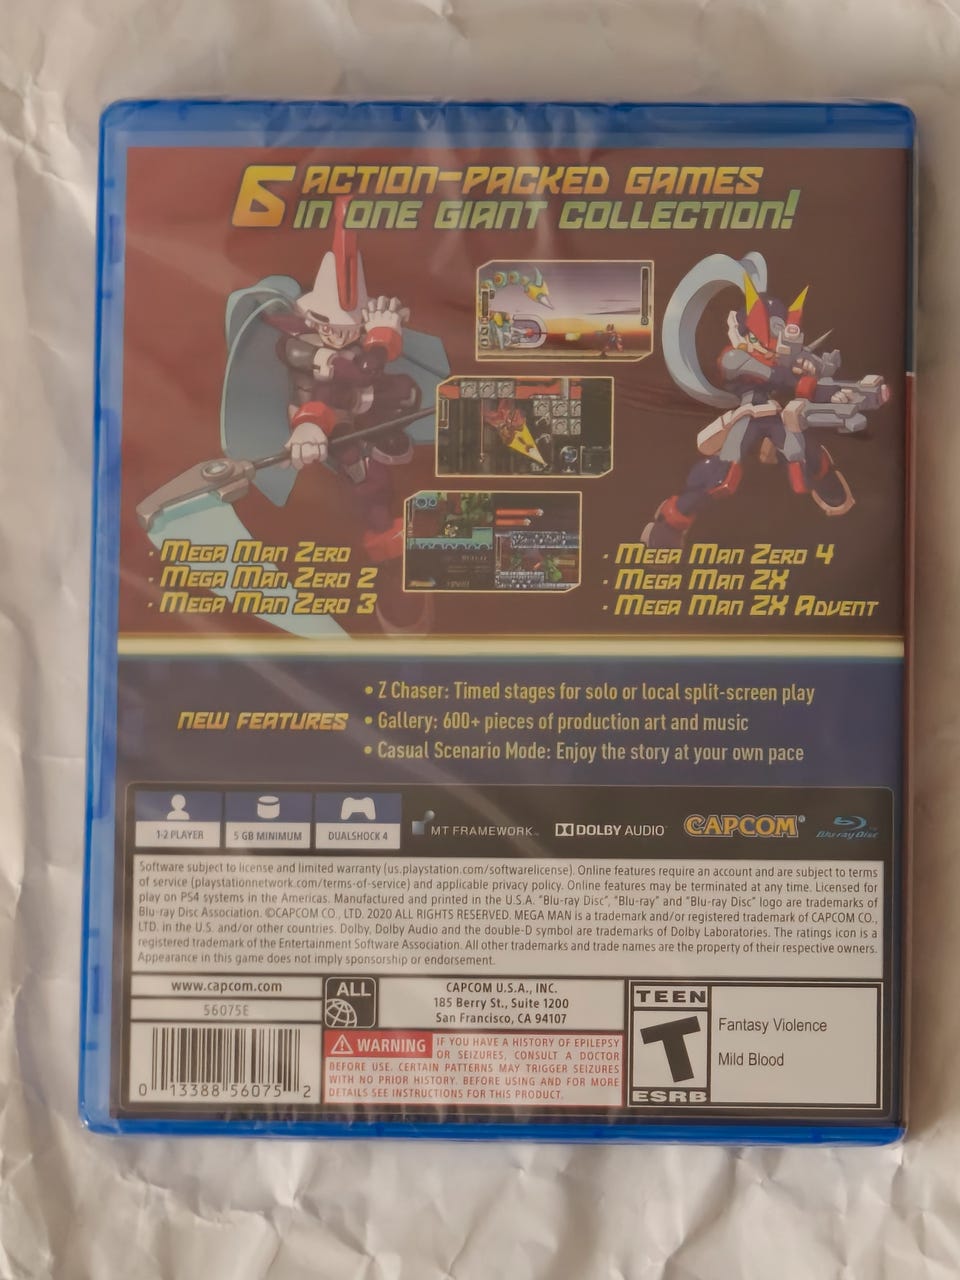 6 ACTION-PACKED GAMES
IN ONE GIANT COLLECTION!
· MEGA MAN ZERO
· MEGA MAN ZERO 2
· MEGA MAN ZERO 3
· MEGA MAN ZERO 4
· MEGA MAN ZX
· MEGA MAN ZX ADVENT
NEW FEATURES
• Z Chaser: Timed stages for solo or local split-screen play
• Gallery: 600+ pieces of production art and music
• Casual Scenario Mode: Enjoy the story at your own pace
1-2 PLAYER
5 GB MINIMUM
DUALSHOCK 4
MT FRAMEWORK™
DOLBY AUDIO™
CAPCOM®
Blu-ray Disc™
Software subject to license and limited warranty (us.playstation.com/softwarelicense). Online features require an account and are subject to terms
of service (playstationnetwork.com/terms-of-service) and applicable privacy policy. Online features may be terminated at any time. Licensed for
play on PS4 systems in the Americas. Manufactured and printed in the U.S.A. "Blu-ray Disc", "Blu-ray" and "Blu-ray Disc" logo are trademarks of
Blu-ray Disc Association. ©CAPCOM CO., LTD. 2020 ALL RIGHTS RESERVED. MEGA MAN is a trademark and/or registered trademark of CAPCOM CO.,
LTD. in the U.S. and/or other countries. Dolby, Dolby Audio and the double-D symbol are trademarks of Dolby Laboratories. The ratings icon is a
registered trademark of the Entertainment Software Association. All other trademarks and trade names are the property of their respective owners.
Appearance in this game does not imply sponsorship or endorsement.
www.capcom.com
56075E
0 13388 56075 2
ALL
CAPCOM U.S.A., INC.
185 Berry St., Suite 1200
San Francisco, CA 94107
WARNING IF YOU HAVE A HISTORY OF EPILEPSY
OR SEIZURES, CONSULT A DOCTOR
BEFORE USE. CERTAIN PATTERNS MAY TRIGGER SEIZURES
WITH NO PRIOR HISTORY. BEFORE USING AND FOR MORE
DETAILS SEE INSTRUCTIONS FOR THIS PRODUCT.
TEEN
T
ESRB
Fantasy Violence
Mild Blood